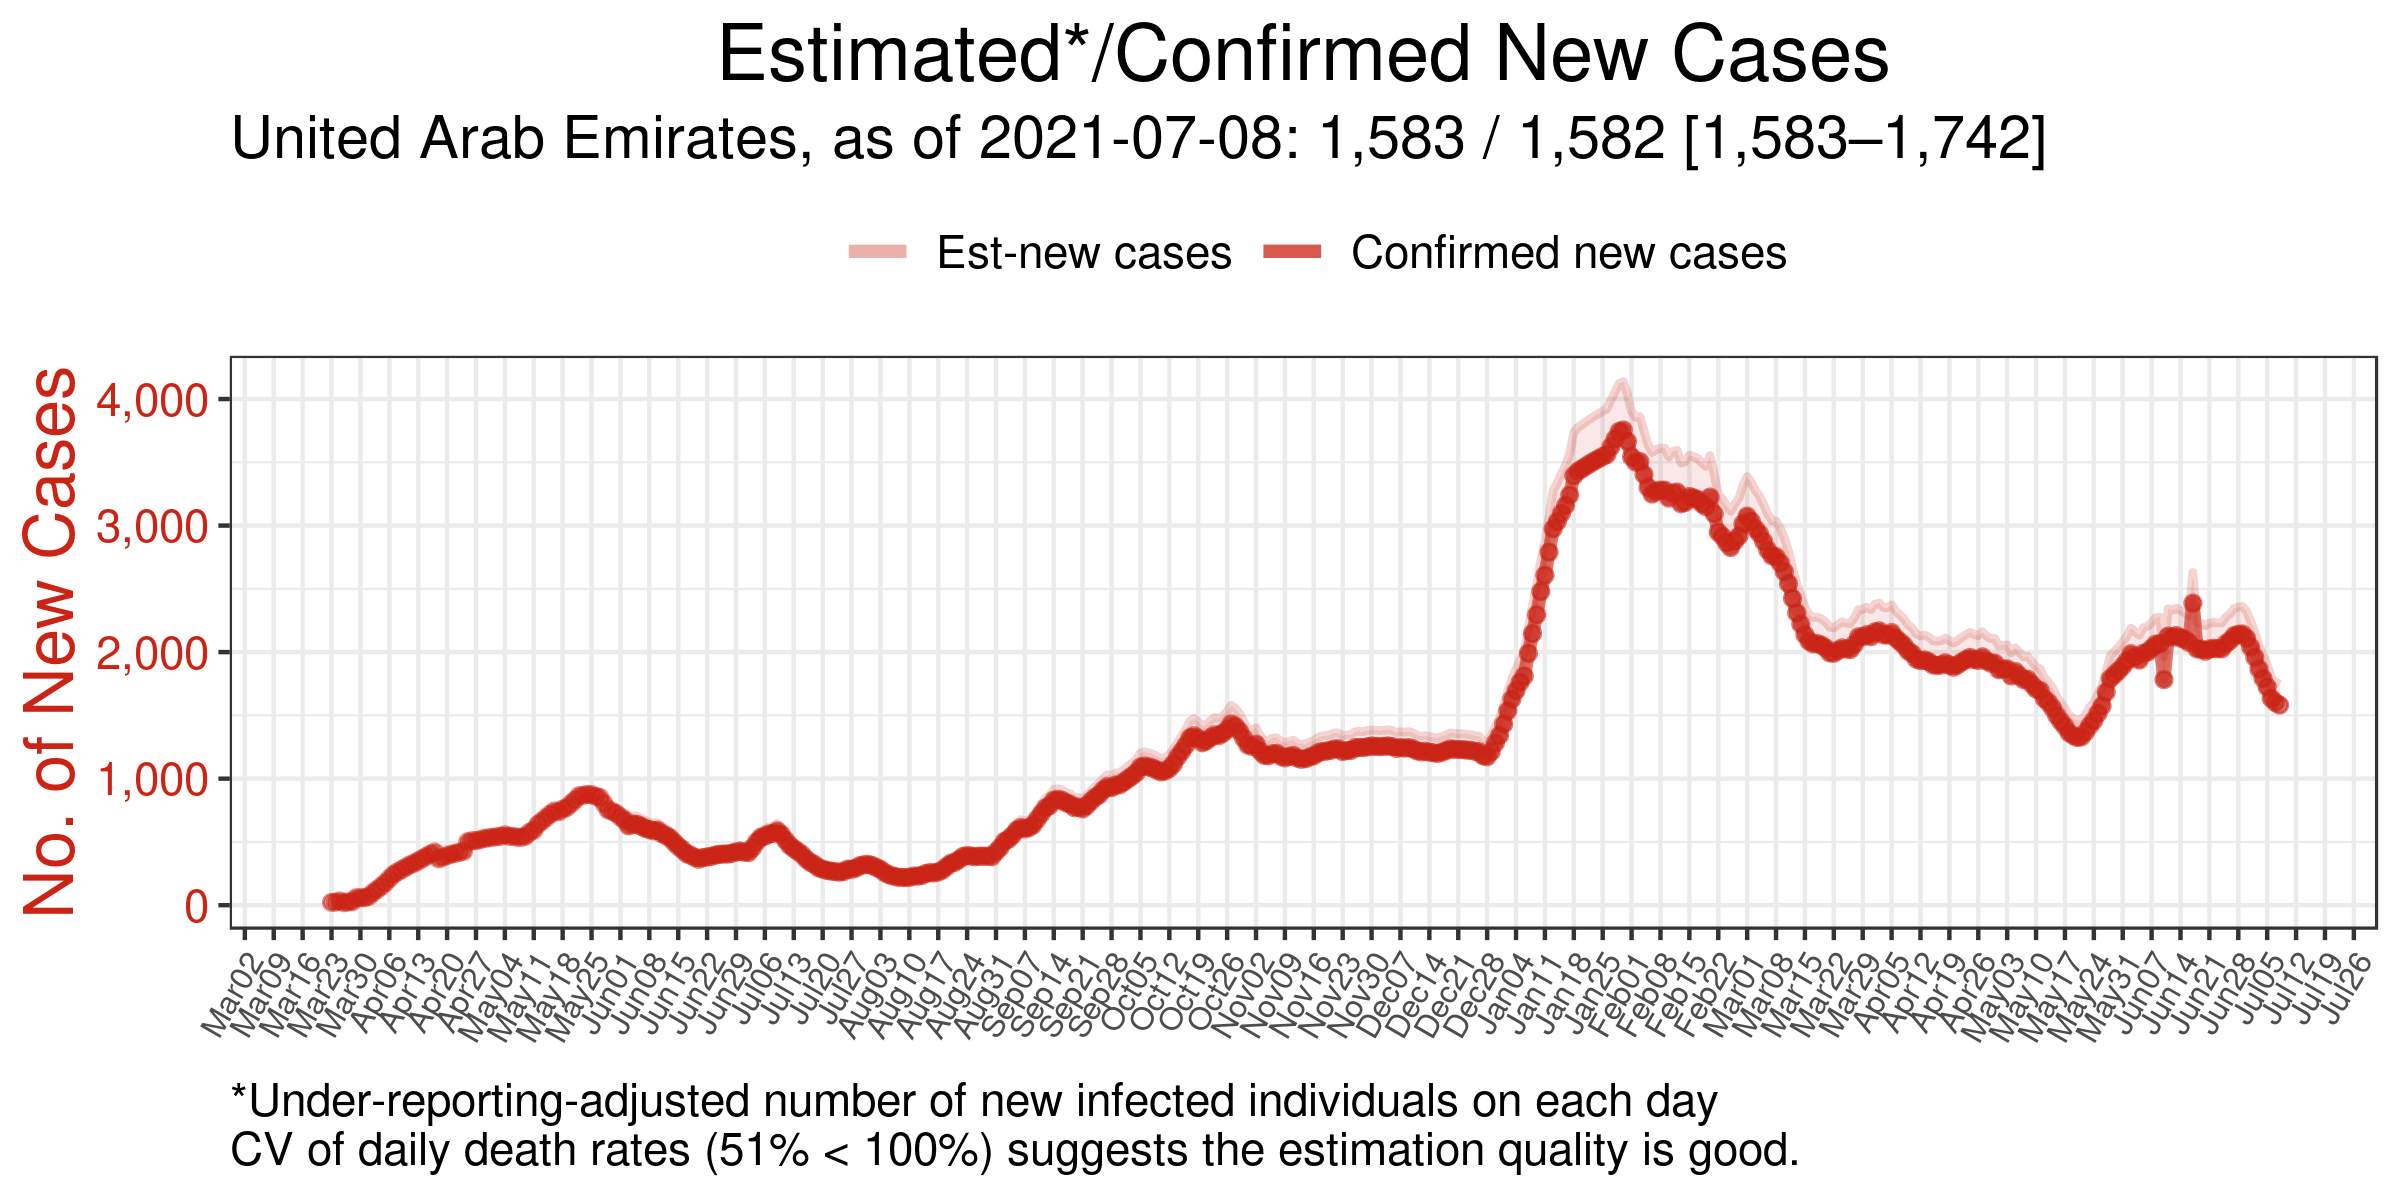 Estimated*/Confirmed New Cases
United Arab Emirates, as of 2021-07-08: 1,583 / 1,582 [1,583–1,742]
Est-new cases Confirmed new cases
No. of New Cases
4,000
3,000
2,000
1,000
0
Mar02 Mar09 Mar16 Mar23 Mar30 Apr06 Apr13 Apr20 Apr27 May04 May11 May18 May25 Jun01 Jun08 Jun15 Jun22 Jun29 Jul06 Jul13 Jul20 Jul27 Aug03 Aug10 Aug17 Aug24 Aug31 Sep07 Sep14 Sep21 Sep28 Oct05 Oct12 Oct19 Oct26 Nov02 Nov09 Nov16 Nov23 Nov30 Dec07 Dec14 Dec21 Dec28 Jan04 Jan11 Jan18 Jan25 Feb01 Feb08 Feb15 Feb22 Mar01 Mar08 Mar15 Mar22 Mar29 Apr05 Apr12 Apr19 Apr26 May03 May10 May17 May24 May31 Jun07 Jun14 Jun21 Jun28 Jul05 Jul12 Jul19 Jul26
*Under-reporting-adjusted number of new infected individuals on each day
CV of daily death rates (51% < 100%) suggests the estimation quality is good.